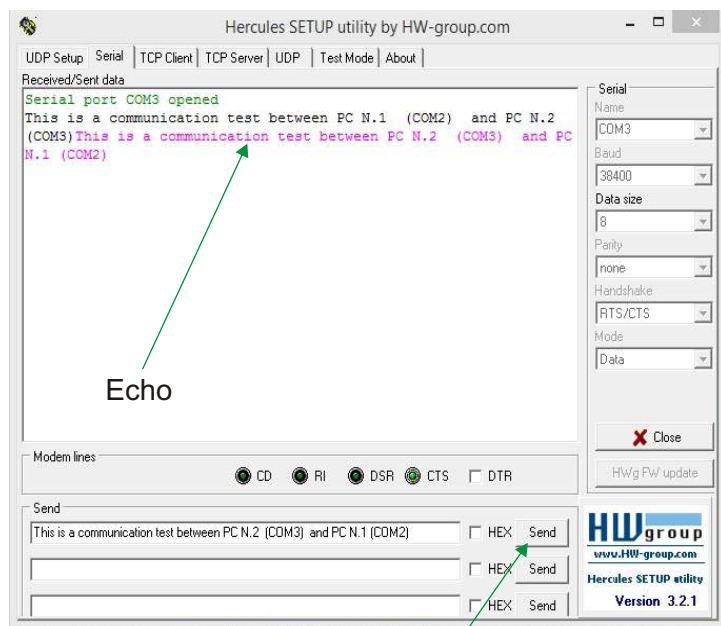 Hercules SETUP utility by HW-group.com
UDP Setup Serial TCP Client TCP Server UDP Test Mode About
Received/Sent data
Serial port COM3 opened
This is a communication test between PC N.1 (COM2) and PC N.2
(COM3)This is a communication test between PC N.2 (COM3) and PC
N.1 (COM2)
Echo
Serial
Name
COM3
Baud
38400
Data size
8
Parity
none
Handshake
RTS/CTS
Mode
Data
Close
HWg FW update
Modem lines
CD RI DSR CTS DTR
Send
This is a communication test between PC N.2 (COM3) and PC N.1 (COM2) HEX Send
HEX Send
HEX Send
HWgroup
www.HW-group.com
Hercules SETUP utility
Version 3.2.1